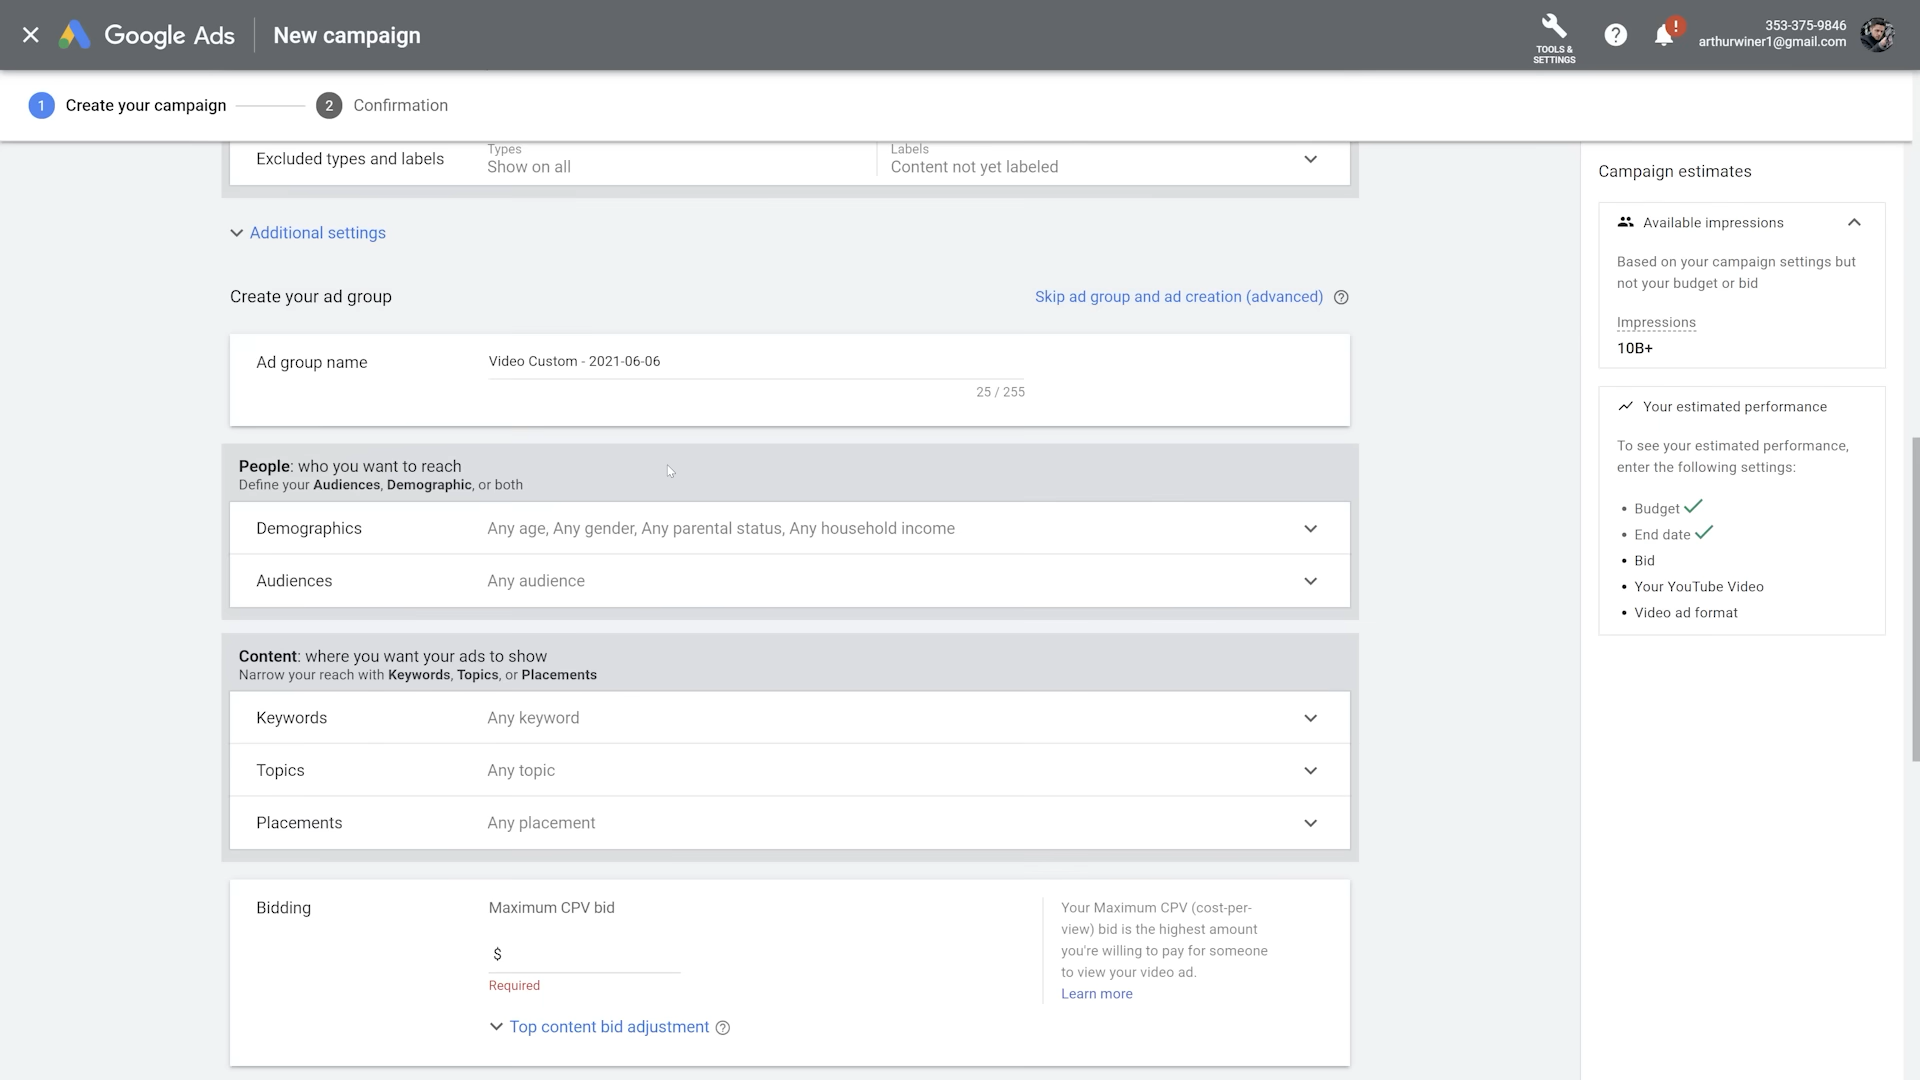 Google Ads
New campaign
TOOLS &
SETTINGS
?
!
353-375-9846
arthurwiner1@gmail.com
1 Create your campaign
2 Confirmation
Excluded types and labels
Types
Show on all
Labels
Content not yet labeled
Additional settings
Create your ad group
Skip ad group and ad creation (advanced) ?
Ad group name
Video Custom - 2021-06-06
25 / 255
People: who you want to reach
Define your Audiences, Demographic, or both
Demographics
Any age, Any gender, Any parental status, Any household income
Audiences
Any audience
Content: where you want your ads to show
Narrow your reach with Keywords, Topics, or Placements
Keywords
Any keyword
Topics
Any topic
Placements
Any placement
Bidding
Maximum CPV bid
$
Required
Top content bid adjustment ?
Your Maximum CPV (cost-per-
view) bid is the highest amount
you're willing to pay for someone
to view your video ad.
Learn more
Campaign estimates
Available impressions
Based on your campaign settings but
not your budget or bid
Impressions
10B+
Your estimated performance
To see your estimated performance,
enter the following settings:
• Budget
• End date
• Bid
• Your YouTube Video
• Video ad format